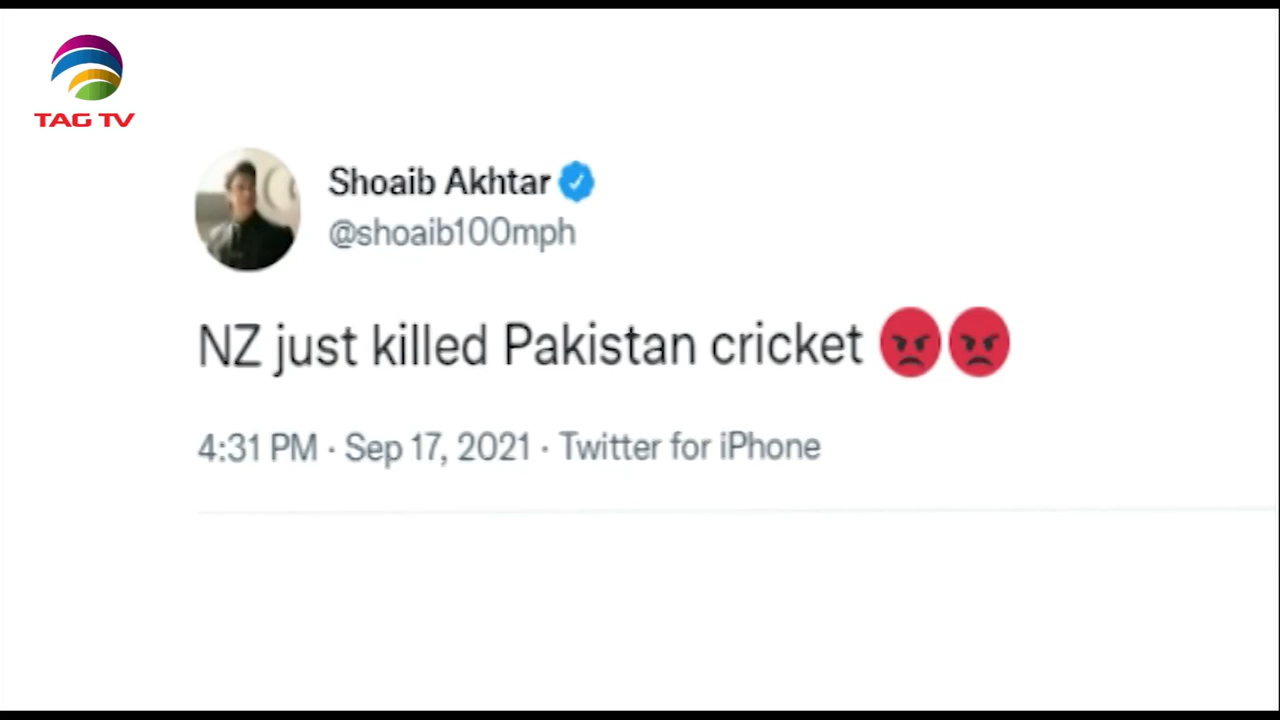 TAG TV
Shoaib Akhtar
@shoaib100mph
NZ just killed Pakistan cricket 😡😡
4:31 PM · Sep 17, 2021 · Twitter for iPhone